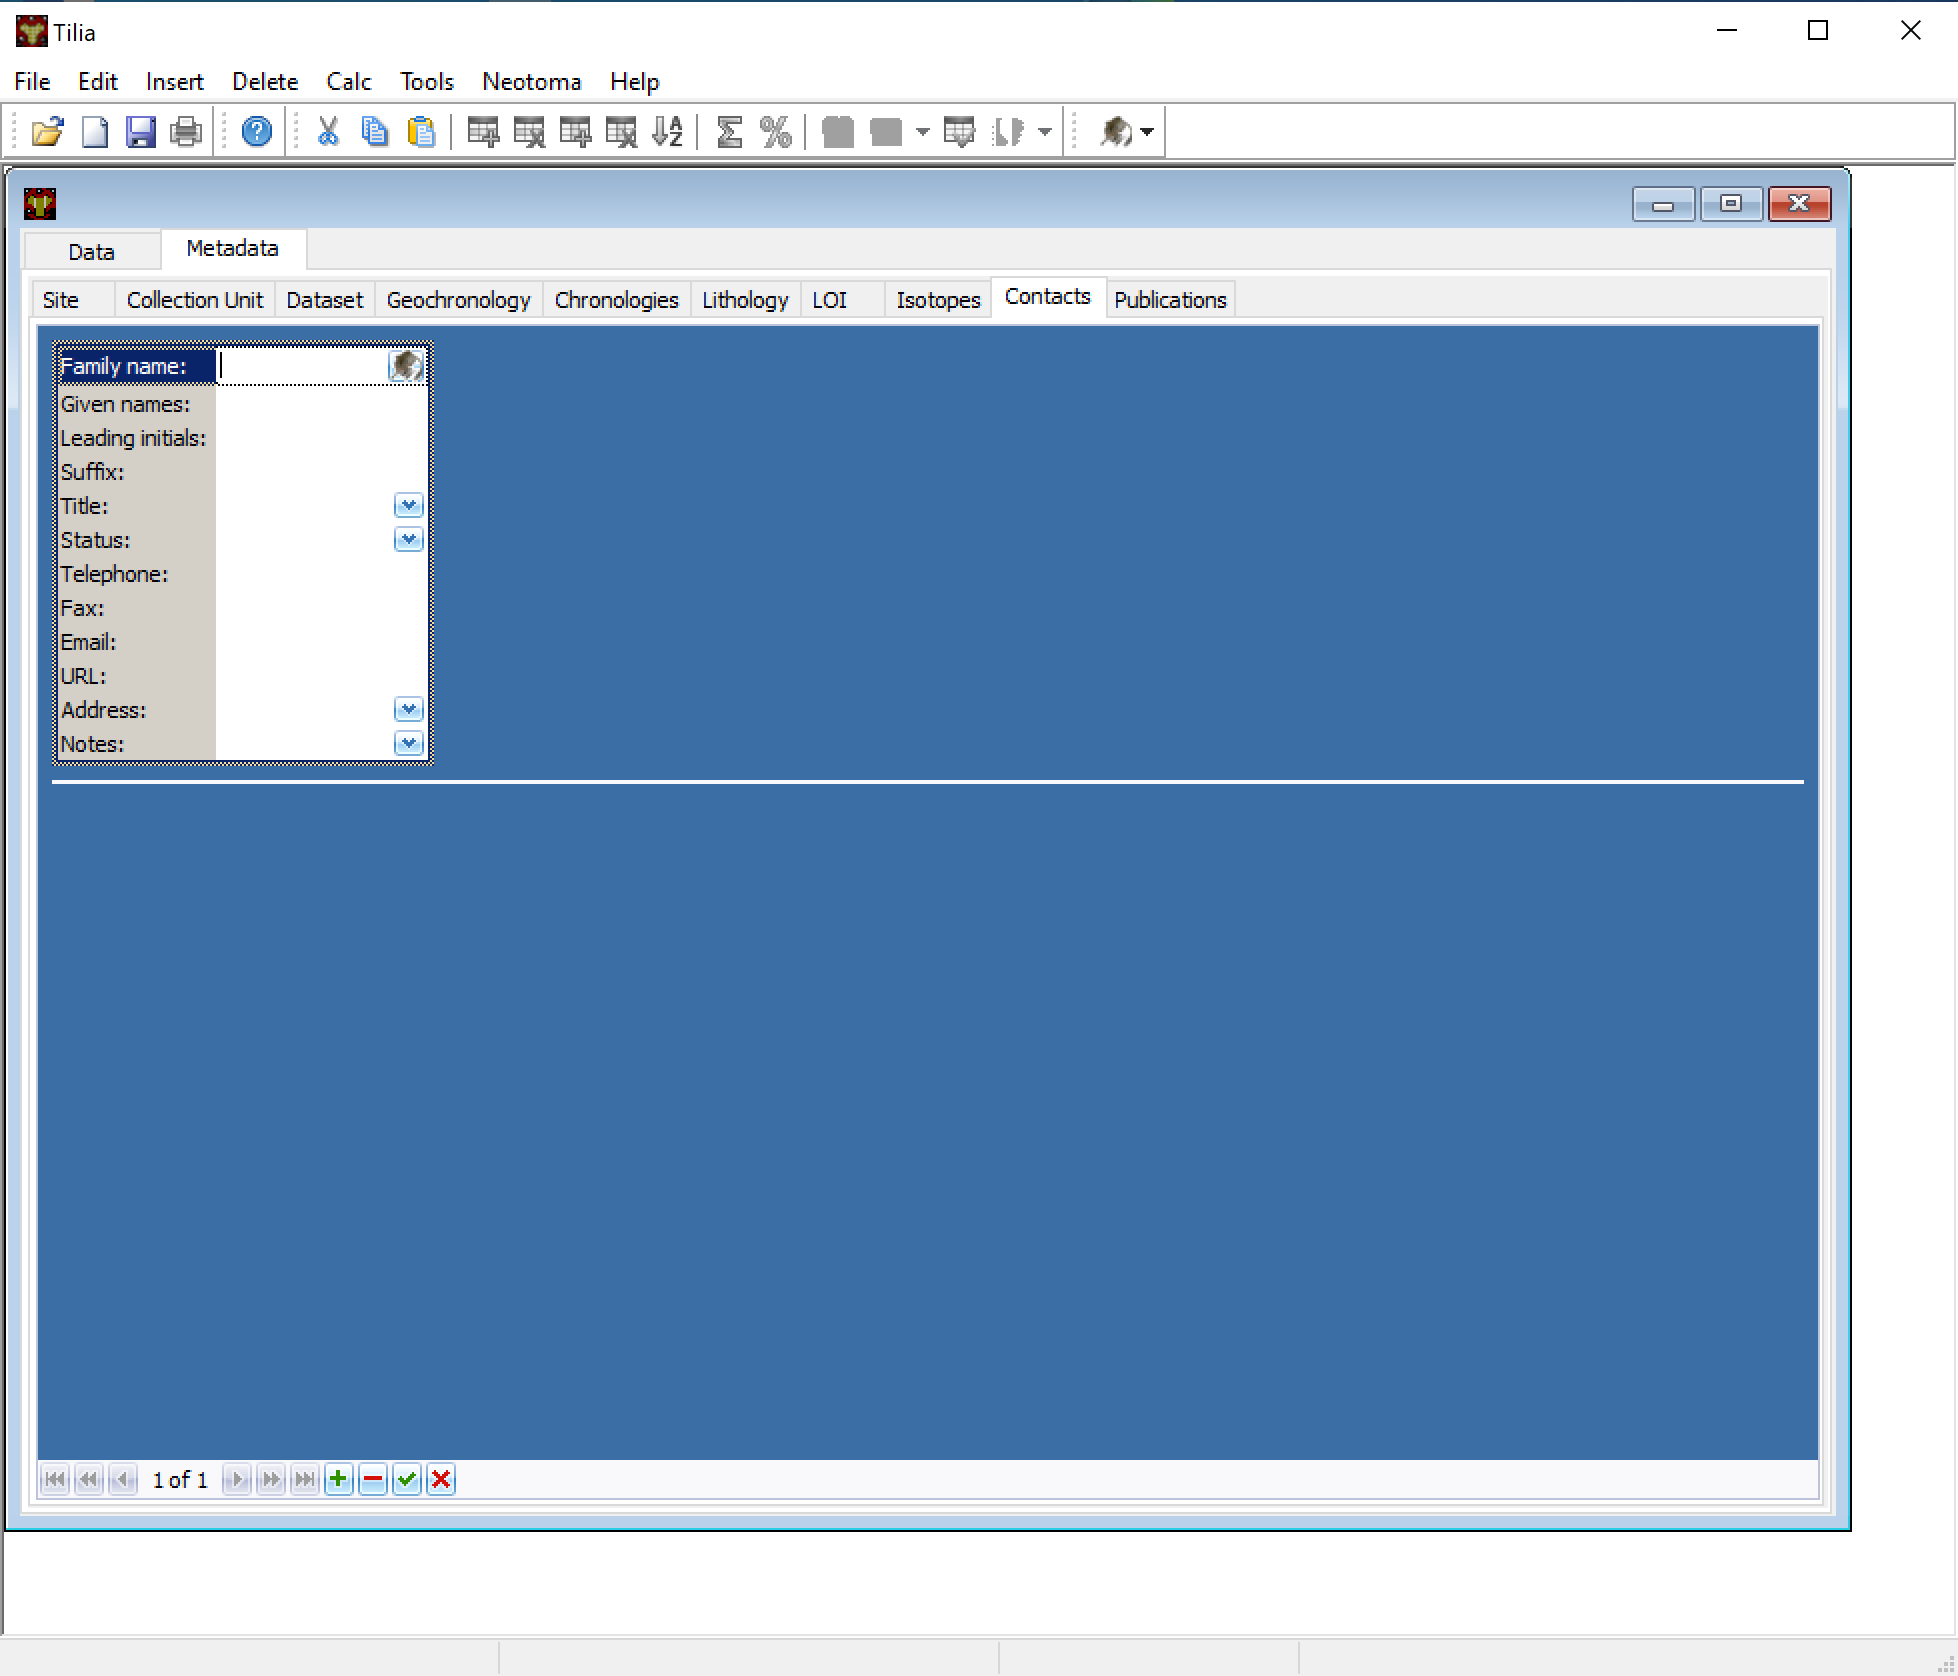 Tilia
File Edit Insert Delete Calc Tools Neotoma Help
Data Metadata
Site Collection Unit Dataset Geochronology Chronologies Lithology LOI Isotopes Contacts Publications
Family name:
Given names:
Leading initials:
Suffix:
Title:
Status:
Telephone:
Fax:
Email:
URL:
Address:
Notes:
1 of 1